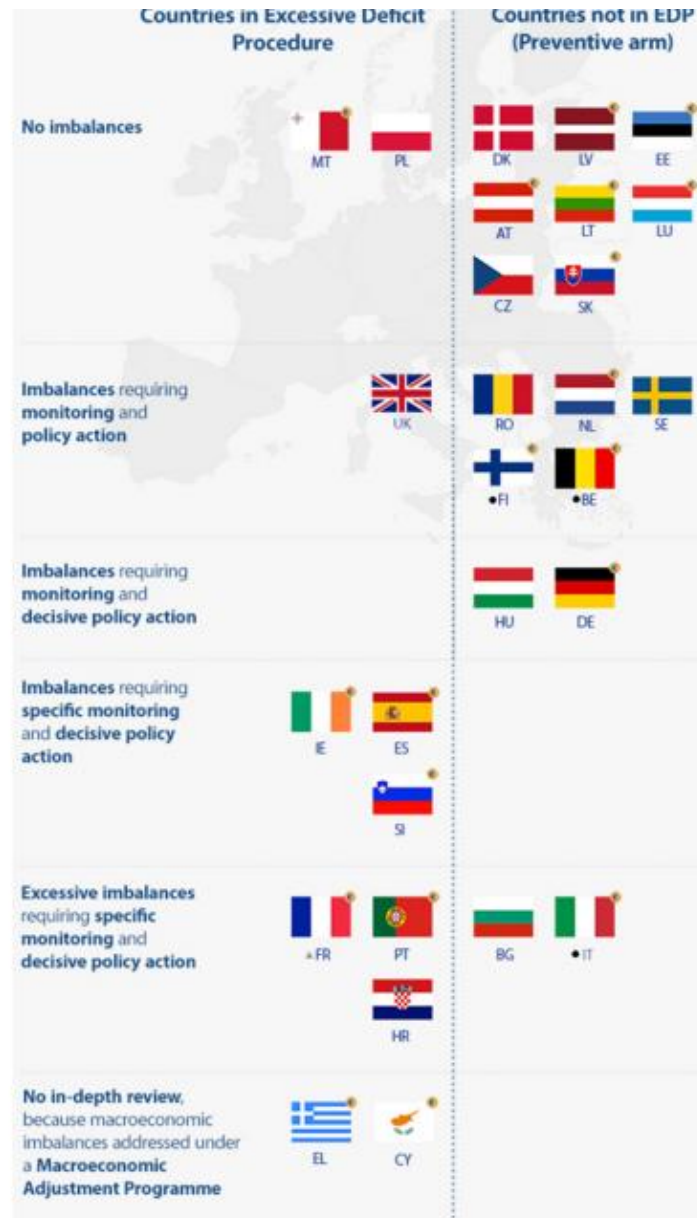 Countries in Excessive Deficit
Procedure
Countries not in EDP
(Preventive arm)
No imbalances
MT PL DK LV EE
AT LT LU
CZ SK
Imbalances requiring
monitoring and
policy action
UK RO NL SE
•FI •BE
Imbalances requiring
monitoring and
decisive policy action
HU DE
Imbalances requiring
specific monitoring
and decisive policy
action
IE ES
SI
Excessive imbalances
requiring specific
monitoring and
decisive policy action
▲FR PT BG •IT
HR
No in-depth review,
because macroeconomic
imbalances addressed under
a Macroeconomic
Adjustment Programme
EL CY